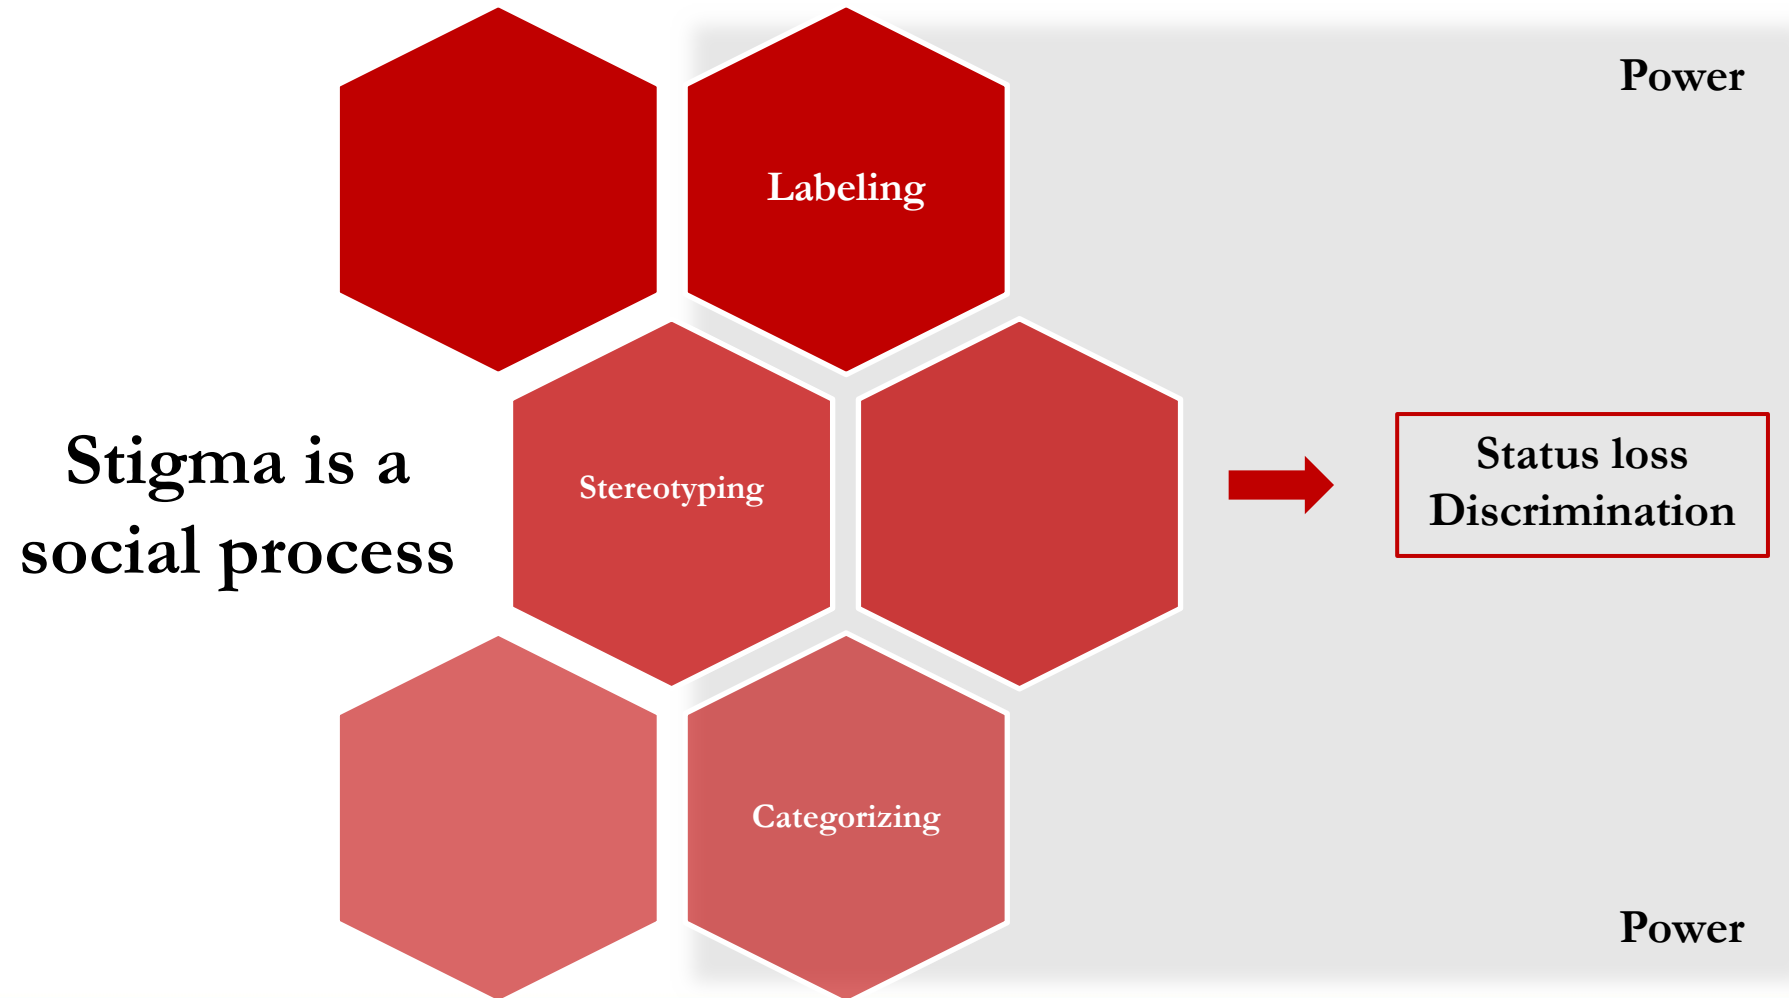 Power
Labeling
Stigma is a
social process
Stereotyping
Status loss
Discrimination
Categorizing
Power